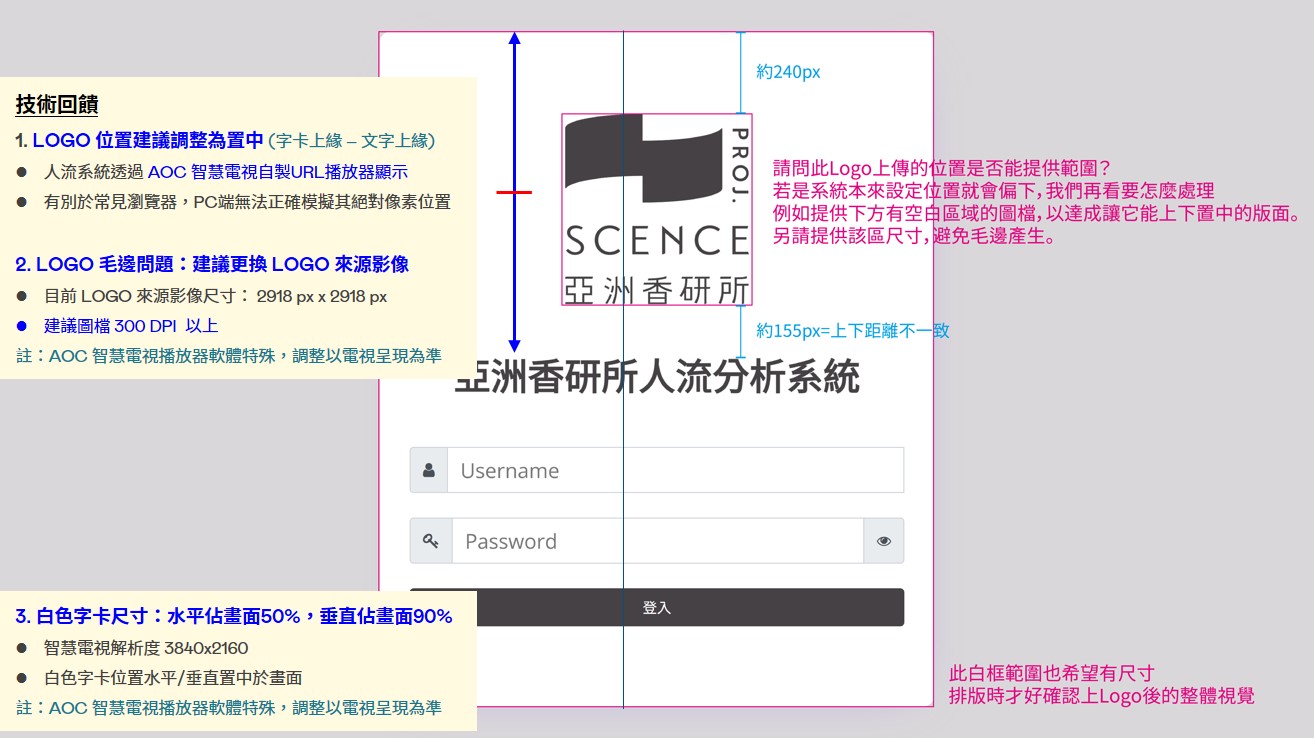 技術回饋
1. LOGO 位置建議調整為置中 (字卡上緣 – 文字上緣)
● 人流系統透過 AOC 智慧電視自製URL播放器顯示
● 有別於常見瀏覽器，PC端無法正確模擬其絕對像素位置
2. LOGO 毛邊問題：建議更換 LOGO 來源影像
● 目前 LOGO 來源影像尺寸： 2918 px x 2918 px
● 建議圖檔 300 DPI 以上
註：AOC 智慧電視播放器軟體特殊，調整以電視呈現為準
約240px
PROJ.
SCENCE
亞洲香研所
請問此Logo上傳的位置是否能提供範圍？
若是系統本來設定位置就會偏下，我們再看要怎麼處理
例如提供下方有空白區域的圖檔，以達成讓它能上下置中的版面。
另請提供該區尺寸，避免毛邊產生。
約155px=上下距離不一致
亞洲香研所人流分析系統
Username
Password
登入
3. 白色字卡尺寸：水平佔畫面50%，垂直佔畫面90%
● 智慧電視解析度 3840x2160
● 白色字卡位置水平/垂直置中於畫面
註：AOC 智慧電視播放器軟體特殊，調整以電視呈現為準
此白框範圍也希望有尺寸
排版時才好確認上Logo後的整體視覺